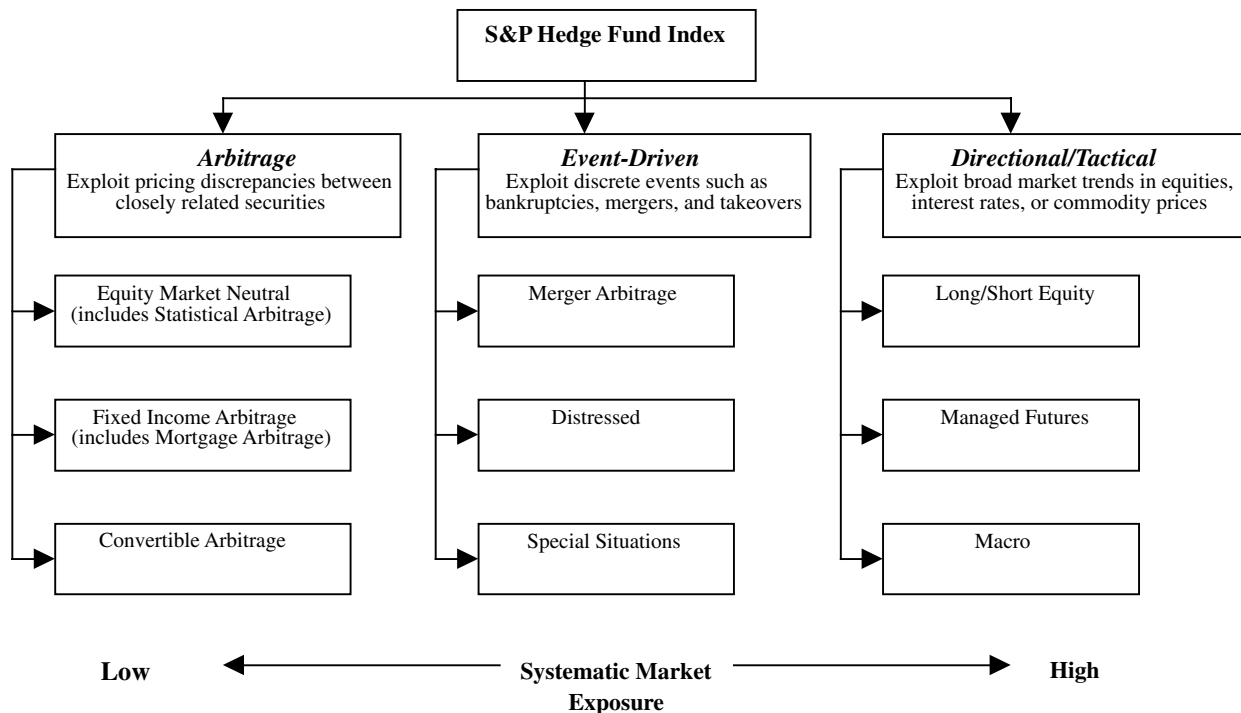 S&P Hedge Fund Index
Arbitrage
Exploit pricing discrepancies between
closely related securities
Event-Driven
Exploit discrete events such as
bankruptcies, mergers, and takeovers
Directional/Tactical
Exploit broad market trends in equities,
interest rates, or commodity prices
Equity Market Neutral
(includes Statistical Arbitrage)
Merger Arbitrage
Long/Short Equity
Fixed Income Arbitrage
(includes Mortgage Arbitrage)
Distressed
Managed Futures
Convertible Arbitrage
Special Situations
Macro
Low
Systematic Market
Exposure
High